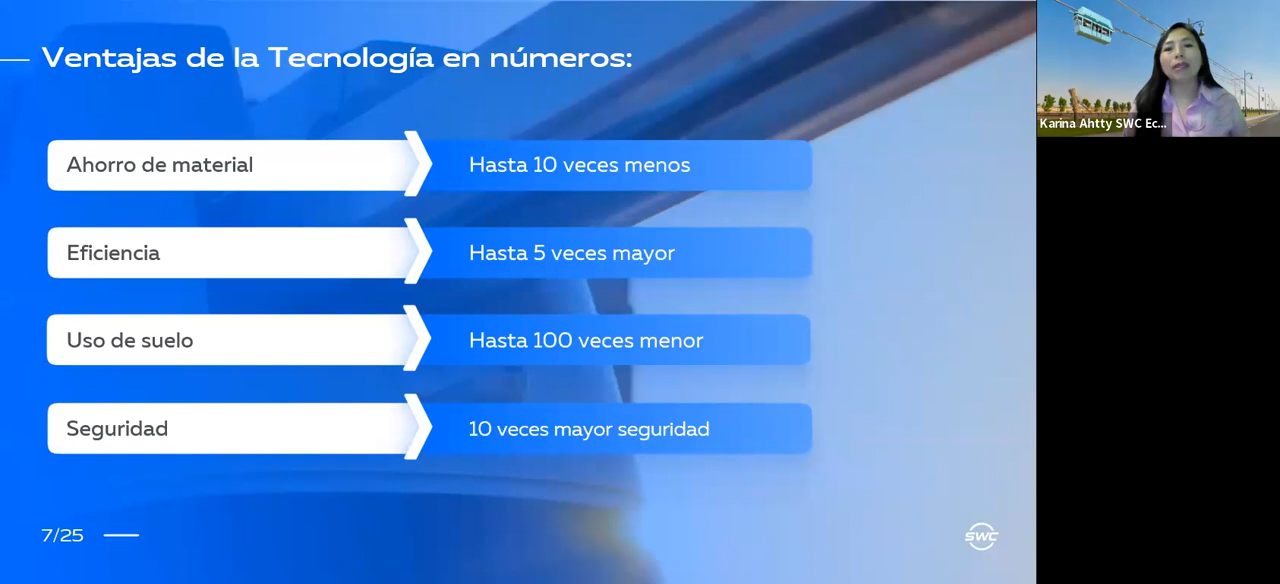 Ventajas de la Tecnología en números:
Ahorro de material
Hasta 10 veces menos
Eficiencia
Hasta 5 veces mayor
Uso de suelo
Hasta 100 veces menor
Seguridad
10 veces mayor seguridad
7/25
SWC
Karina Ahtty SWC Ec...